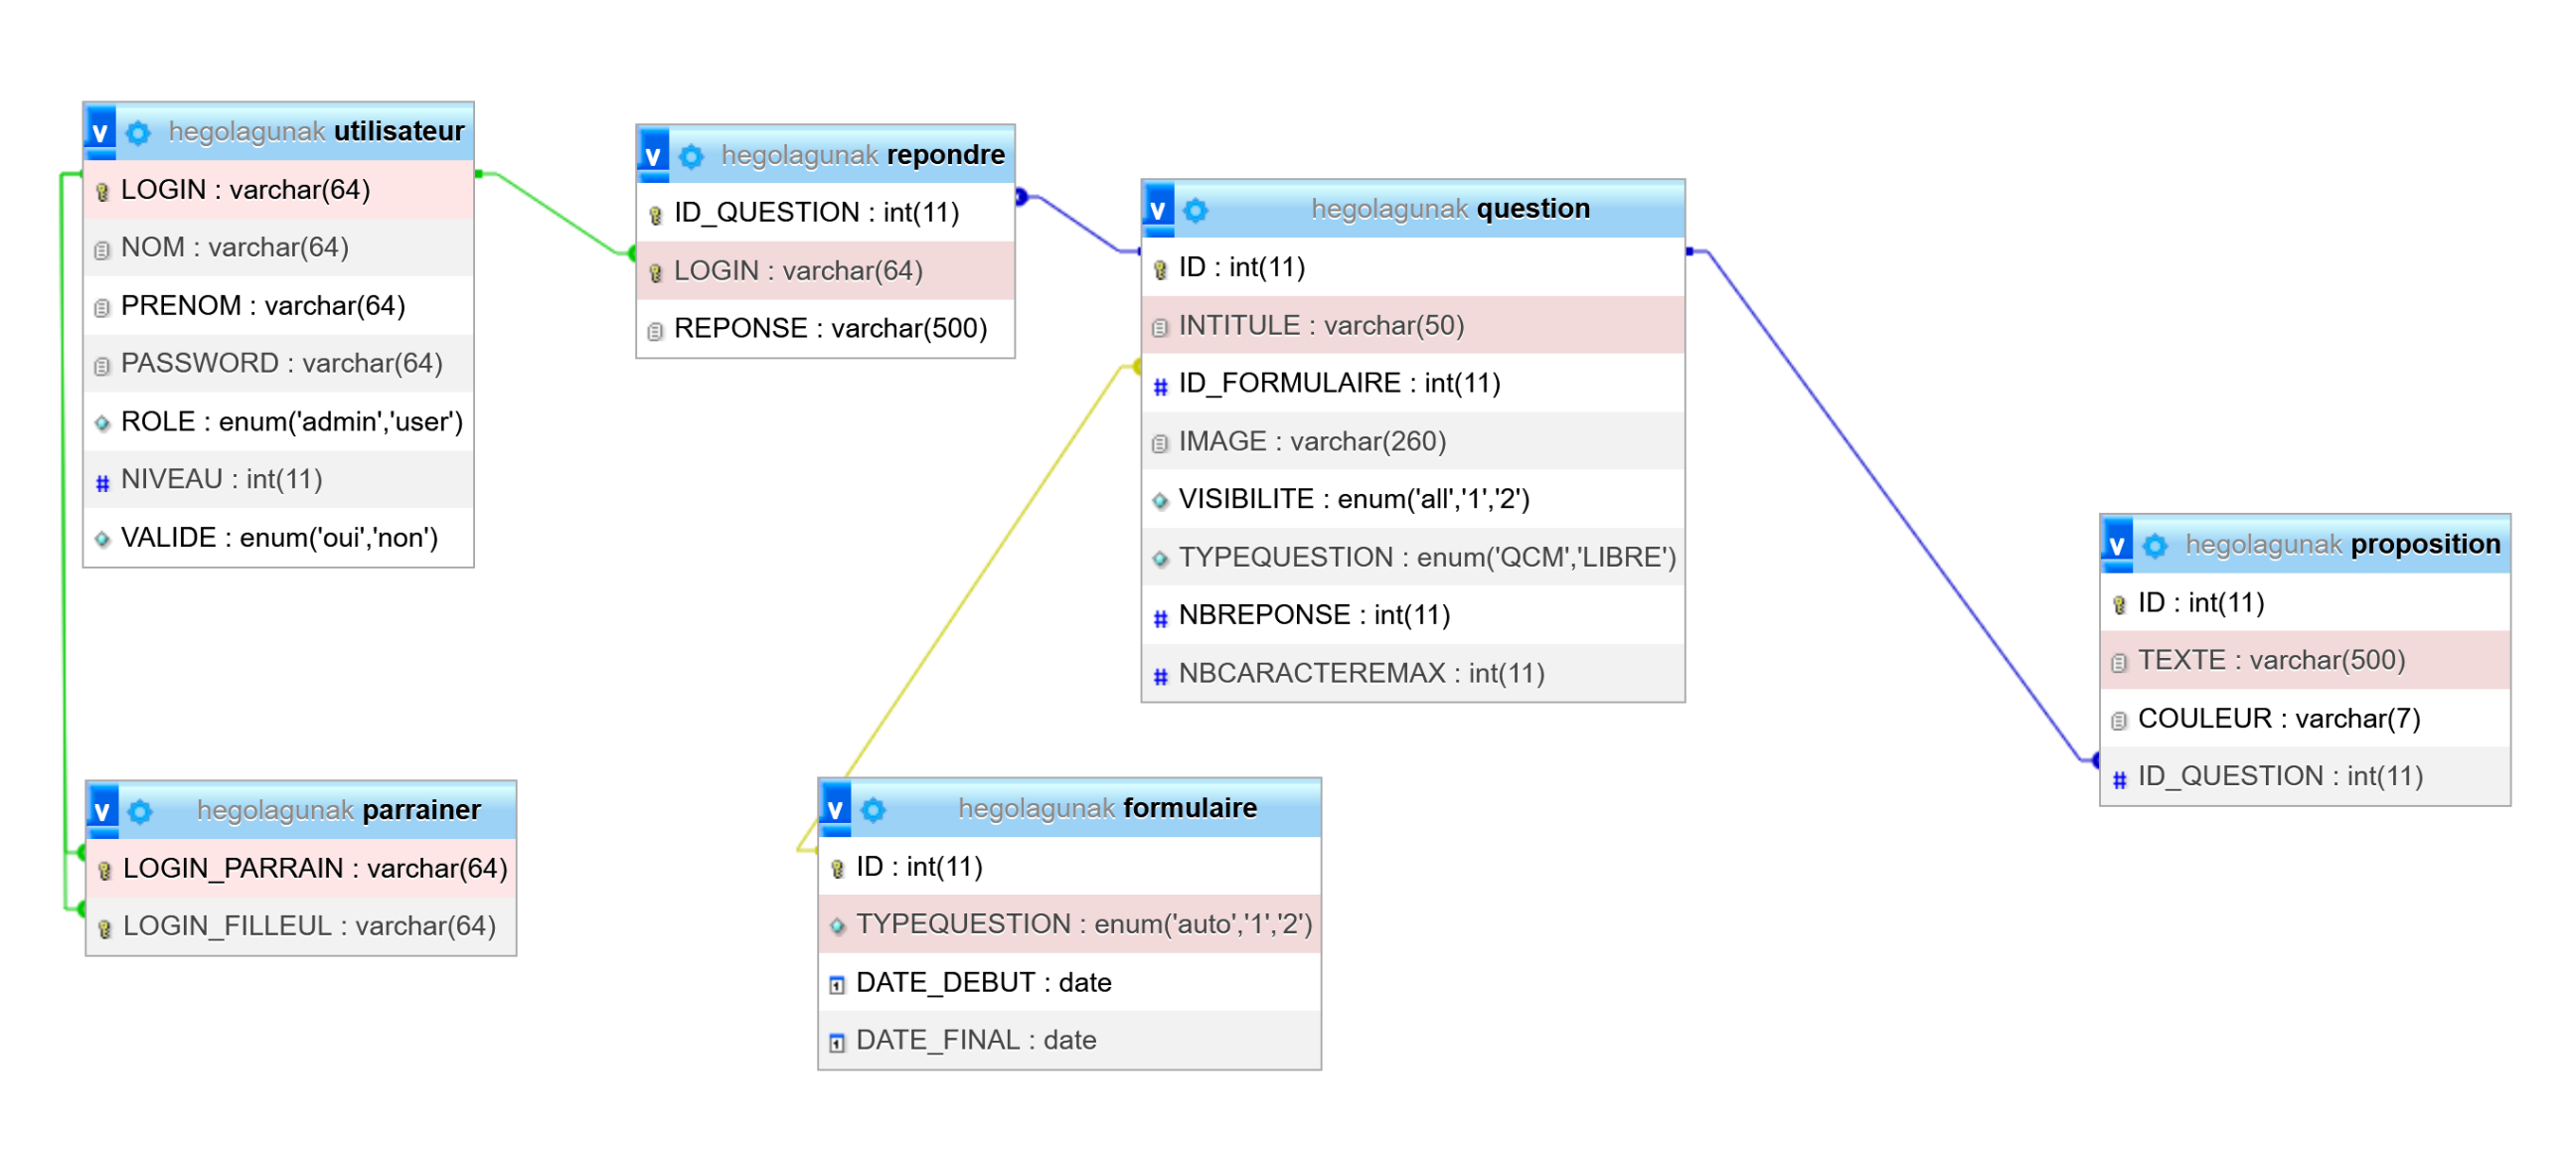 v hegolagunak utilisateur
LOGIN : varchar(64)
NOM : varchar(64)
PRENOM : varchar(64)
PASSWORD : varchar(64)
ROLE : enum('admin','user')
# NIVEAU : int(11)
VALIDE : enum('oui','non')
v hegolagunak repondre
ID_QUESTION : int(11)
LOGIN : varchar(64)
REPONSE : varchar(500)
v hegolagunak question
ID : int(11)
INTITULE : varchar(50)
# ID_FORMULAIRE : int(11)
IMAGE : varchar(260)
VISIBILITE : enum('all','1','2')
TYPEQUESTION : enum('QCM','LIBRE')
# NBREPONSE : int(11)
# NBCARACTEREMAX : int(11)
v hegolagunak proposition
ID : int(11)
TEXTE : varchar(500)
COULEUR : varchar(7)
# ID_QUESTION : int(11)
v hegolagunak parrainer
LOGIN_PARRAIN : varchar(64)
LOGIN_FILLEUL : varchar(64)
v hegolagunak formulaire
ID : int(11)
TYPEQUESTION : enum('auto','1','2')
DATE_DEBUT : date
DATE_FINAL : date